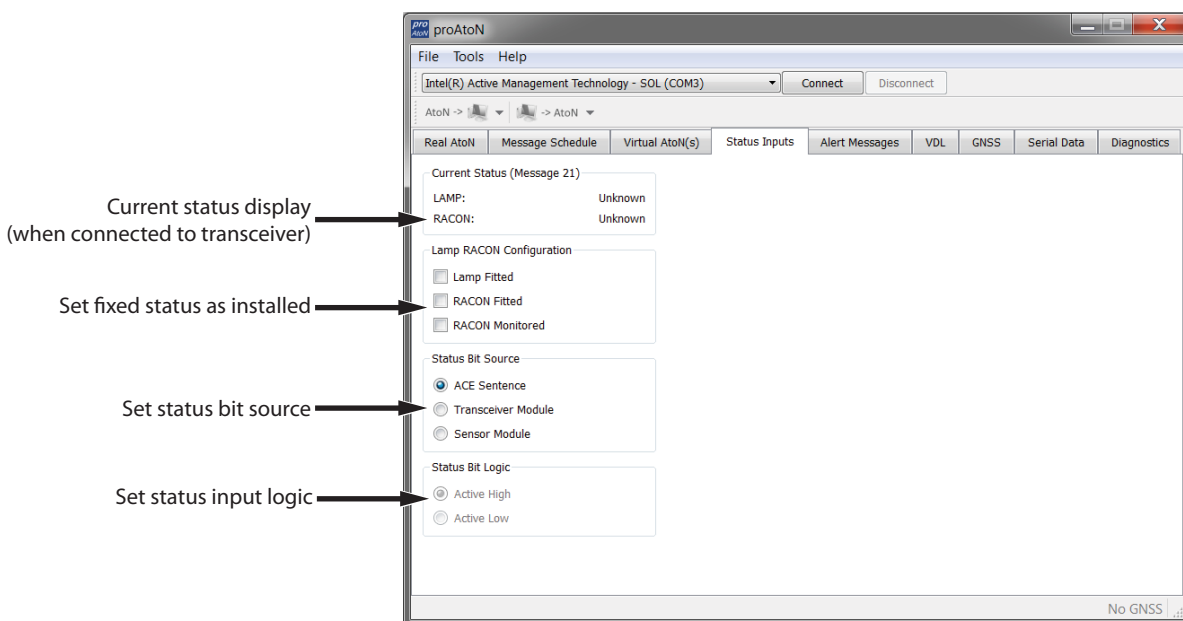 pro AtoN proAtoN
File Tools Help
Intel(R) Active Management Technology - SOL (COM3) Connect Disconnect
AtoN -> -> AtoN
Real AtoN Message Schedule Virtual AtoN(s) Status Inputs Alert Messages VDL GNSS Serial Data Diagnostics
Current Status (Message 21)
LAMP: Unknown
RACON: Unknown
Current status display
(when connected to transceiver)
Lamp RACON Configuration
Lamp Fitted
RACON Fitted
RACON Monitored
Set fixed status as installed
Status Bit Source
ACE Sentence
Transceiver Module
Sensor Module
Set status bit source
Status Bit Logic
Active High
Active Low
Set status input logic
No GNSS